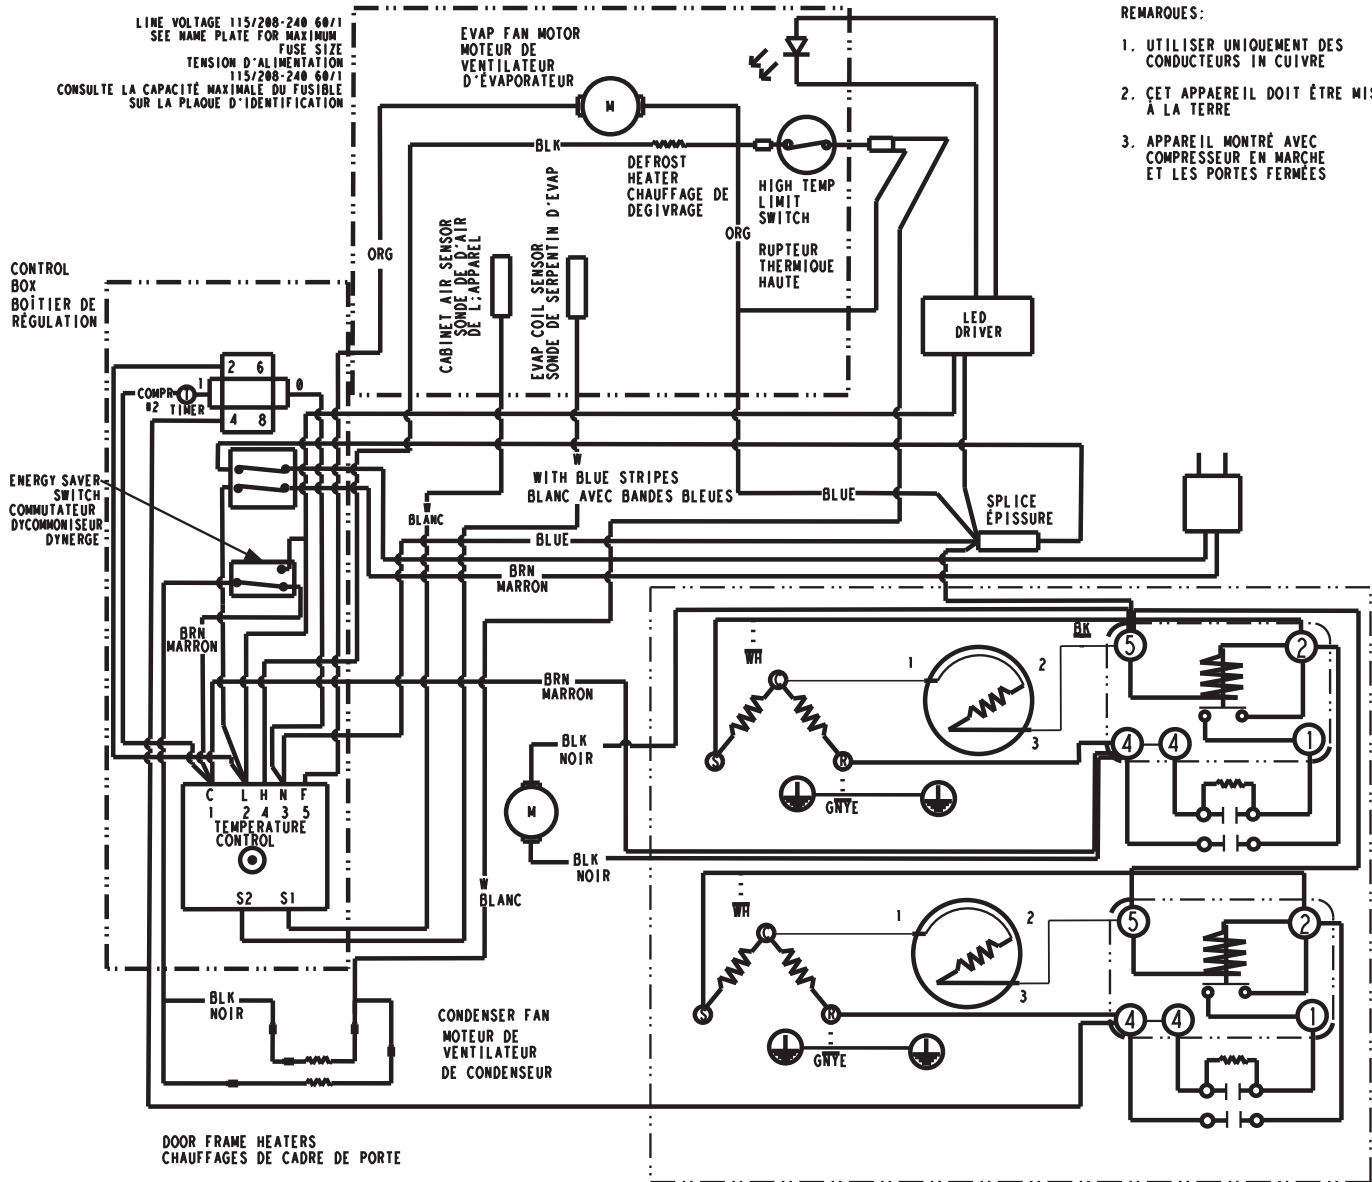 LINE VOLTAGE 115/208-240 60/1
SEE NAME PLATE FOR MAXIMUM
FUSE SIZE
TENSION D'ALIMENTATION
115/208-240 60/1
CONSULTE LA CAPACITÉ MAXIMALE DU FUSIBLE
SUR LA PLAQUE D'IDENTIFICATION
EVAP FAN MOTOR
MOTEUR DE
VENTILATEUR
D'ÉVAPORATEUR
M
REMARQUES:
1. UTILISER UNIQUEMENT DES
CONDUCTEURS IN CUIVRE
2. CET APPAEREIL DOIT ÊTRE MIS
À LA TERRE
3. APPAREIL MONTRÉ AVEC
COMPRESSEUR EN MARCHE
ET LES PORTES FERMÉES
BLK
DEFROST
HEATER
CHAUFFAGE DE
DEGIVRAGE
HIGH TEMP
LIMIT
SWITCH
RUPTEUR
THERMIQUE
HAUTE
ORG
ORG
CABINET AIR SENSOR
SONDE DE D'AIR
DE L;APPAREL
EVAP COIL SENSOR
SONDE DE SERPENTIN D'EVAP
LED
DRIVER
CONTROL
BOX
BOÎTIER DE
RÉGULATION
2 6
1 0
4 8
COMPR
#2 TIMER
T
ENERGY SAVER
SWITCH
COMMUTATEUR
DYCOMMONISEUR
DYNERGE
W
WITH BLUE STRIPES
BLANC AVEC BANDES BLEUES
W
BLANC
BLUE
BLUE
SPLICE
ÉPISSURE
BRN
MARRON
BRN
MARRON
BRN
MARRON
BLK
NOIR
M
BLK
NOIR
C L H N F
1 2 4 3 5
TEMPERATURE
CONTROL
S2 S1
W
BLANC
BLK
NOIR
CONDENSER FAN
MOTEUR DE
VENTILATEUR
DE CONDENSEUR
DOOR FRAME HEATERS
CHAUFFAGES DE CADRE DE PORTE
WH
C
S
R
GNYE
1
2
3
BK
5
2
4
4
1
WH
C
S
R
GNYE
1
2
3
5
2
4
4
1